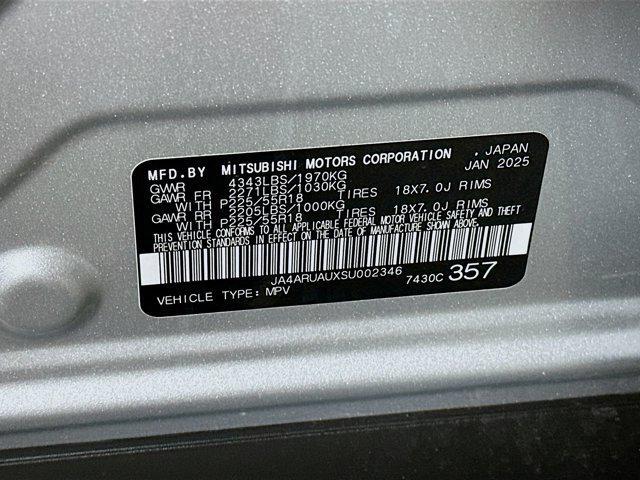 MFD.BY MITSUBISHI MOTORS CORPORATION , JAPAN
GVWR 4343LBS/1970KG JAN 2025
GAWR FR 2271LBS/1030KG
WITH P225/55R18 TIRES 18X7.0J RIMS
GAWR RR 2205LBS/1000KG
WITH P225/55R18 TIRES 18X7.0J RIMS
THIS VEHICLE CONFORMS TO ALL APPLICABLE FEDERAL MOTOR VEHICLE SAFETY AND THEFT
PREVENTION STANDARDS IN EFFECT ON THE DATE OF MANUFACTURE SHOWN ABOVE.
JA4ARUAUXSU002346 7430C 357
VEHICLE TYPE: MPV